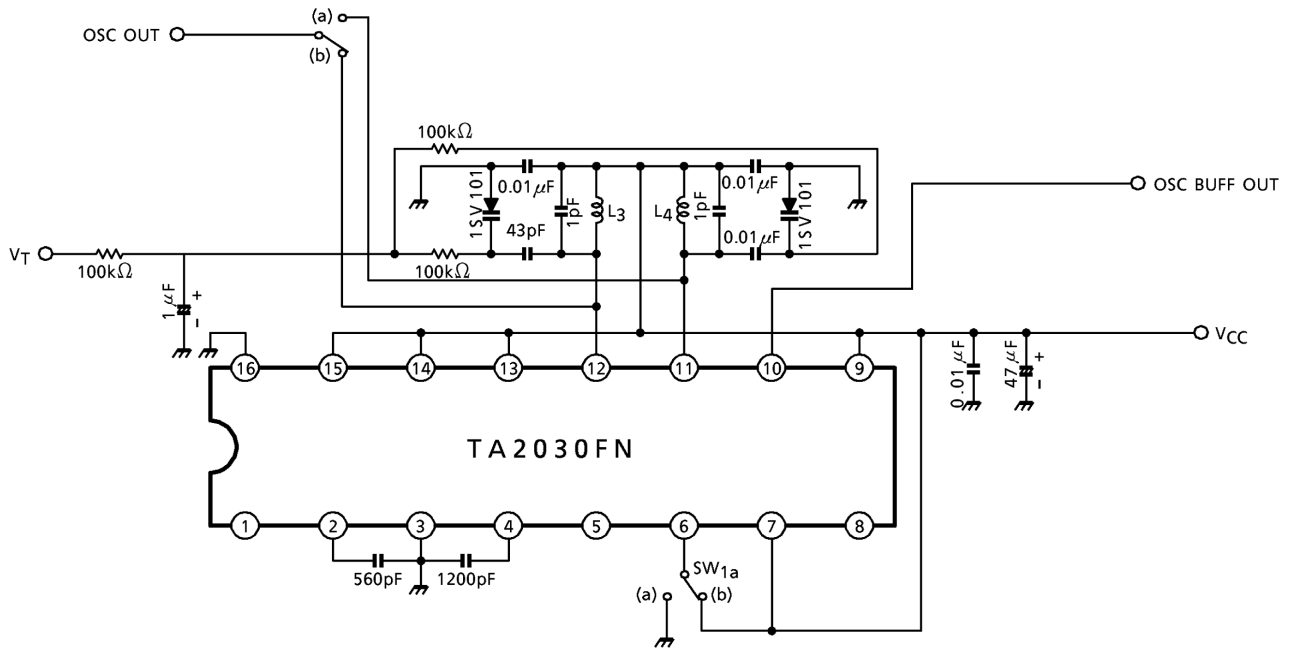 (a)
OSC OUT
(b)
100kΩ
0.01μF
0.01μF
1SV101
1pF
L3
L4
1pF
1SV101
OSC BUFF OUT
43pF
0.01μF
VT
100kΩ
100kΩ
1μF
+
-
VCC
0.01μF
47μF
+
-
16
15
14
13
12
11
10
9
TA2030FN
1
2
3
4
5
6
7
8
560pF
1200pF
SW1a
(a)
(b)